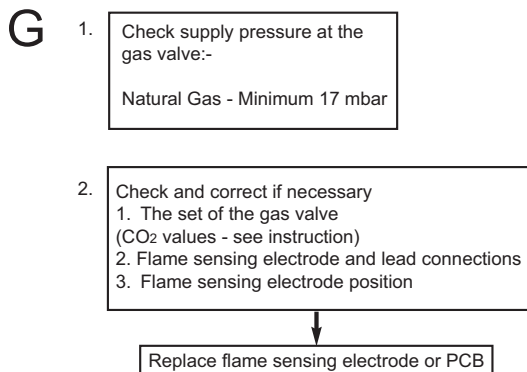 G
1. Check supply pressure at the
gas valve:-
Natural Gas - Minimum 17 mbar
2. Check and correct if necessary
1. The set of the gas valve
(CO2 values - see instruction)
2. Flame sensing electrode and lead connections
3. Flame sensing electrode position
Replace flame sensing electrode or PCB